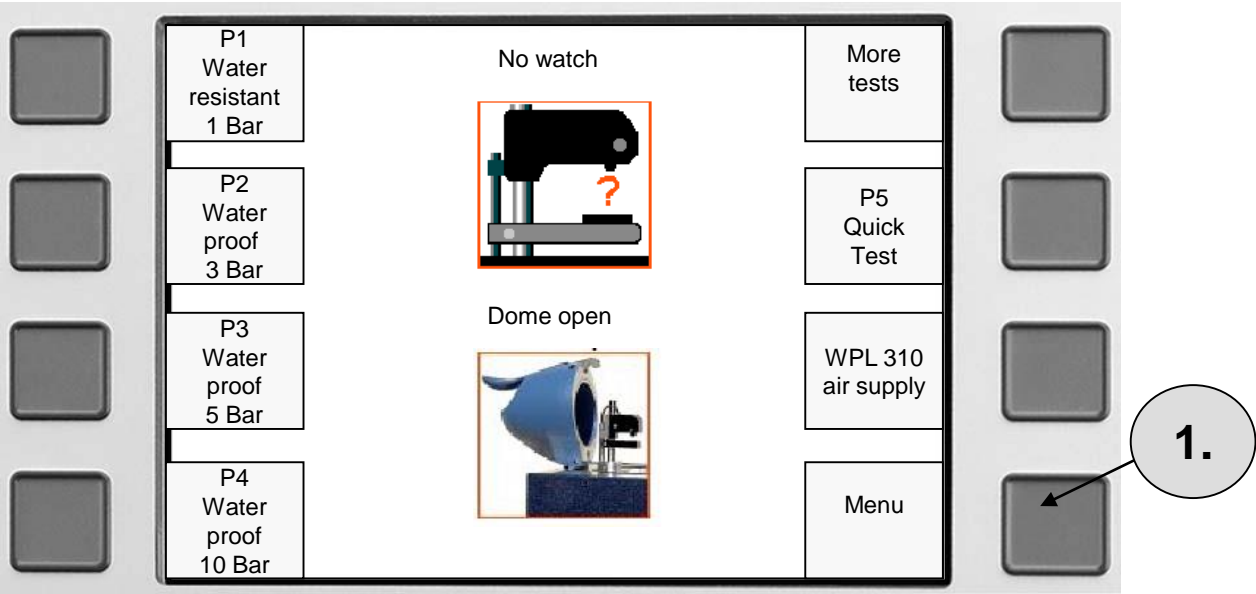 P1
Water
resistant
1 Bar
P2
Water
proof
3 Bar
P3
Water
proof
5 Bar
P4
Water
proof
10 Bar
No watch
?
Dome open
More
tests
P5
Quick
Test
WPL 310
air supply
Menu
1.